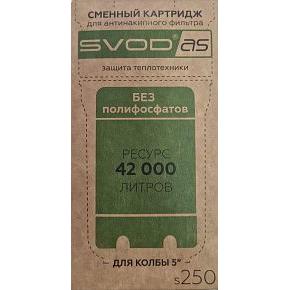 СМЕННЫЙ КАРТРИДЖ
для антинакипного фильтра
SVOD® as
защита теплотехники
БЕЗ
ПОЛИФОСФАТОВ
РЕСУРС
42 000
ЛИТРОВ
ДЛЯ КОЛБЫ 5"
s250